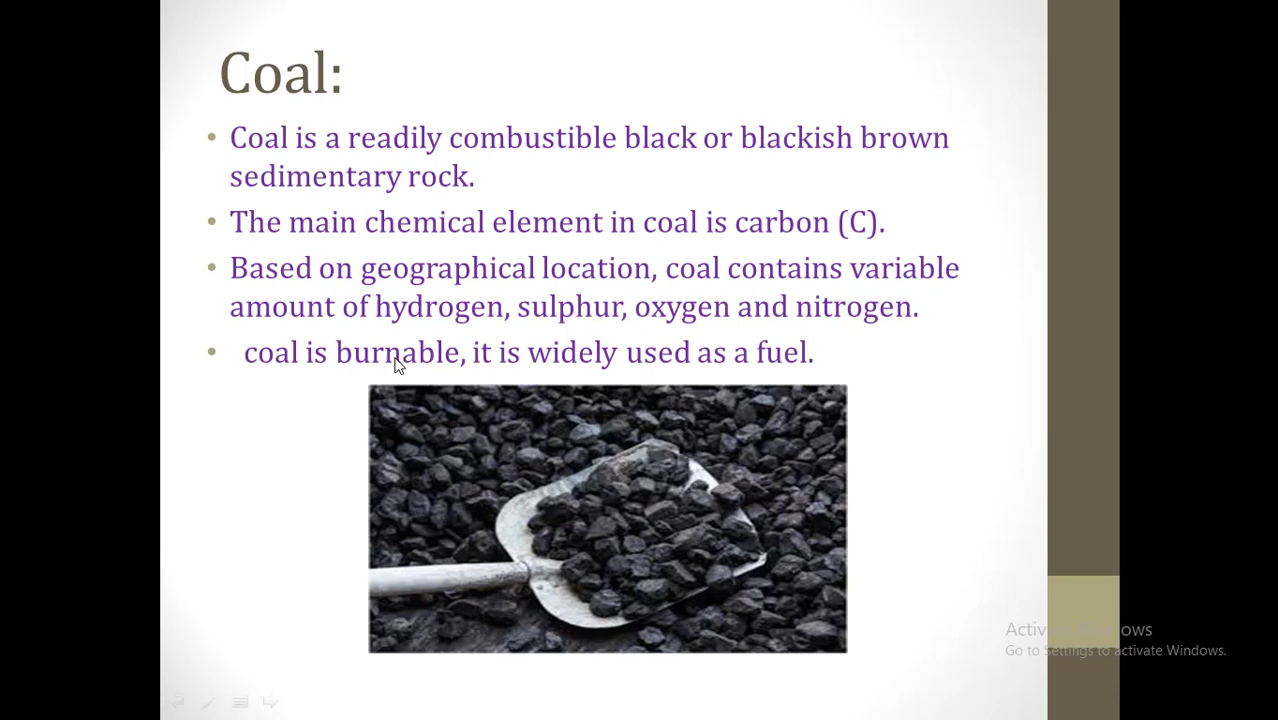 Coal:
• Coal is a readily combustible black or blackish brown
sedimentary rock.
• The main chemical element in coal is carbon (C).
• Based on geographical location, coal contains variable
amount of hydrogen, sulphur, oxygen and nitrogen.
• coal is burnable, it is widely used as a fuel.
Activate Windows
Go to Settings to activate Windows.